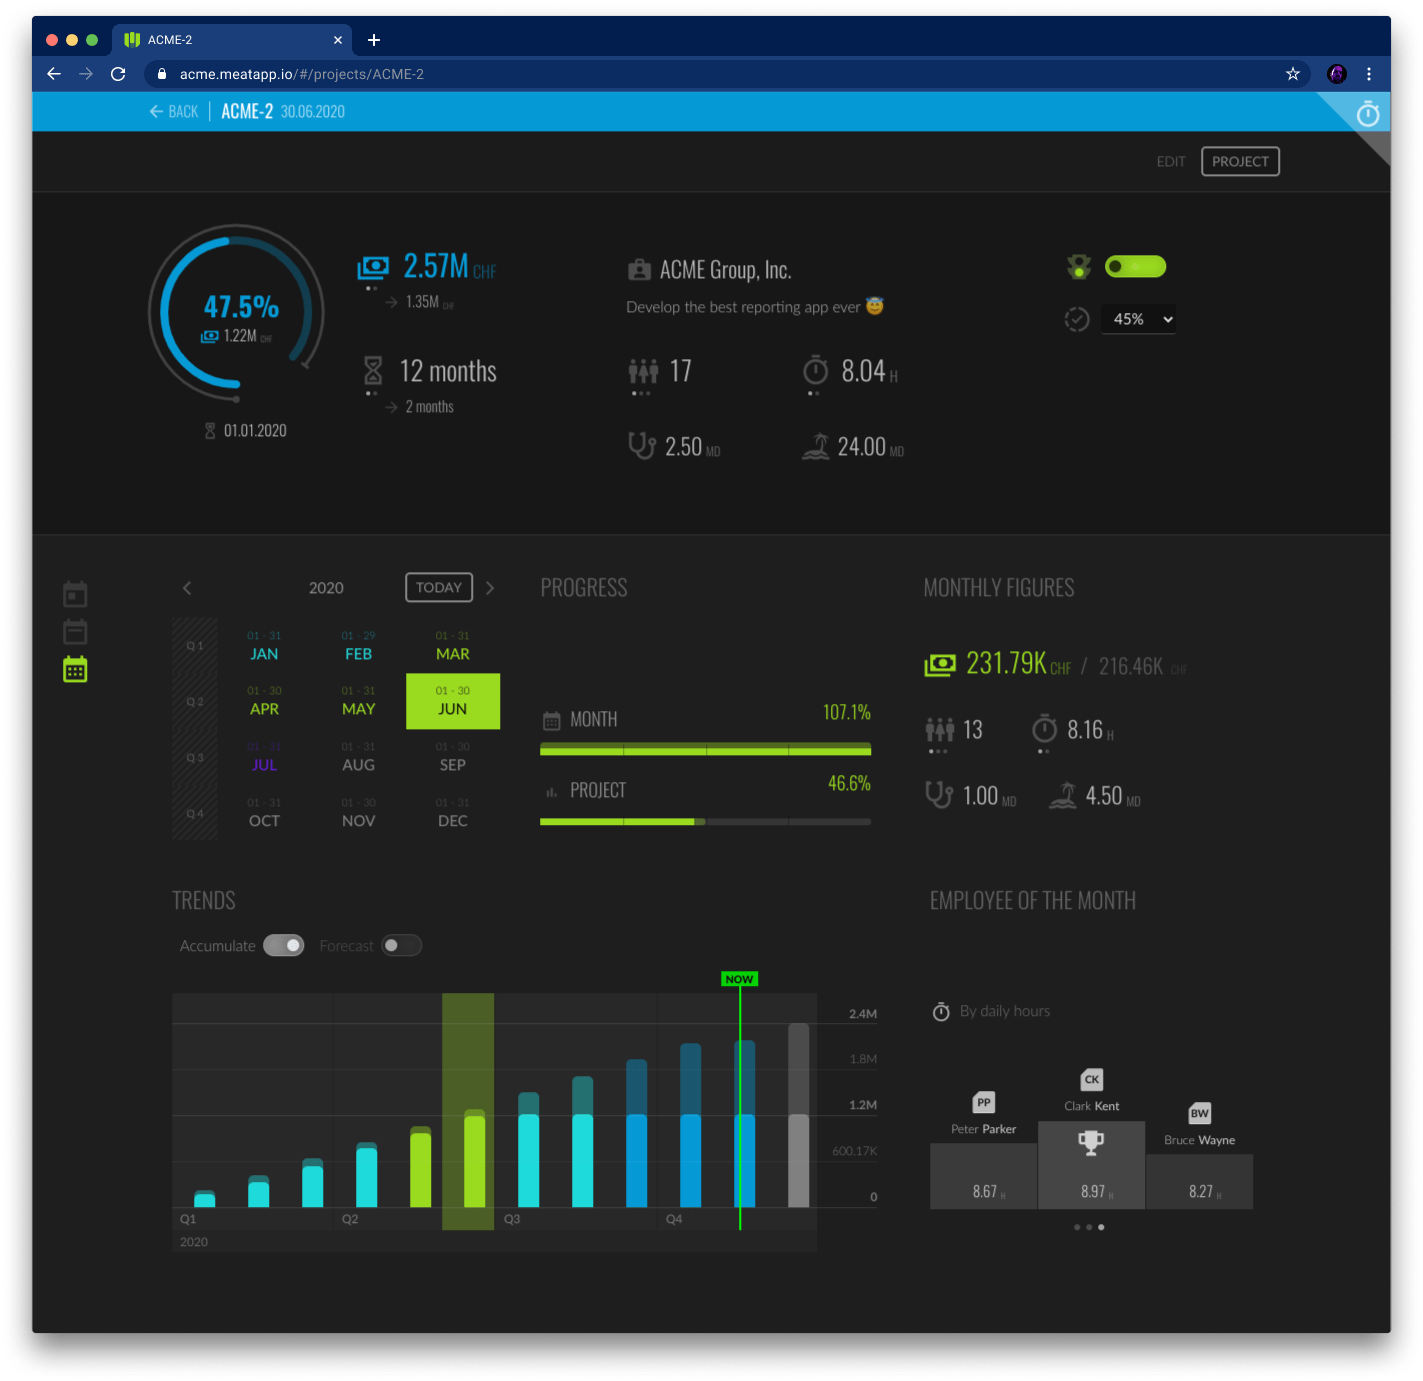 ACME-2
acme.meatapp.io/#/projects/ACME-2
BACK ACME-2 30.06.2020
EDIT PROJECT
47.5%
1.22M CHF
01.01.2020
2.57M CHF
1.35M CHF
12 months
2 months
ACME Group, Inc.
Develop the best reporting app ever 😇
17 8.04 H
2.50 MD 24.00 MD
45%
2020 TODAY
Q1
01 - 31 01 - 29 01 - 31
JAN FEB MAR
Q2
01 - 30 01 - 31 01 - 30
APR MAY JUN
Q3
01 - 31 01 - 31 01 - 30
JUL AUG SEP
Q4
01 - 31 01 - 30 01 - 31
OCT NOV DEC
PROGRESS
MONTH 107.1%
PROJECT 46.6%
MONTHLY FIGURES
231.79K CHF / 216.46K CHF
13 8.16 H
1.00 MD 4.50 MD
TRENDS
Accumulate Forecast
NOW
2.4M
1.8M
1.2M
600.17K
0
Q1 Q2 Q3 Q4
2020
EMPLOYEE OF THE MONTH
By daily hours
CK
Clark Kent
PP
Peter Parker
BW
Bruce Wayne
8.67 H 8.97 H 8.27 H